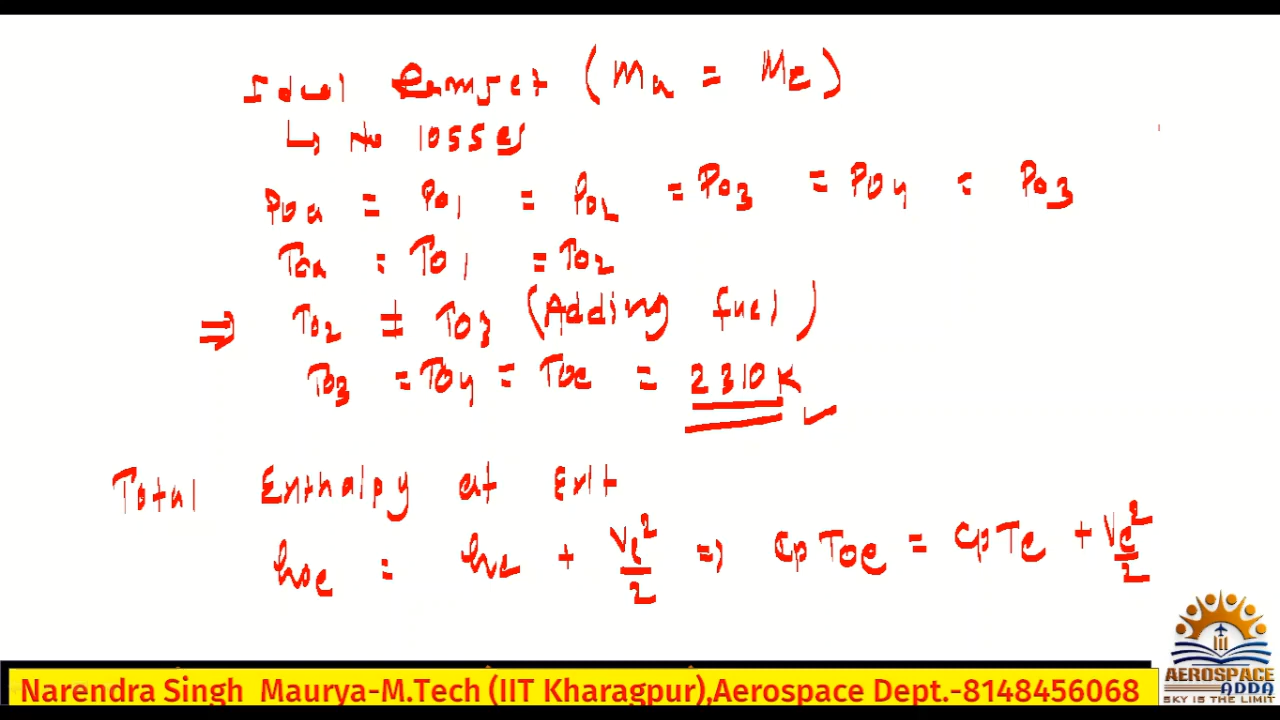 Ideal Ramjet (Ma = Me)
↳ No losses
Poa = Po1 = Po2 = Po3 = Po4 = Po3
Toa = To1 = To2
⇒ To2 ≠ To3 (Adding fuel)
To3 = To4 = Toe = 2310K ✓
Total Enthalpy at Exit
hoe = he + Ve²/2 ⇒ CpToe = CpTe + Ve²/2
Narendra Singh Maurya-M.Tech (IIT Kharagpur),Aerospace Dept.-8148456068
AEROSPACE
ADDA
SKY IS THE LIMIT